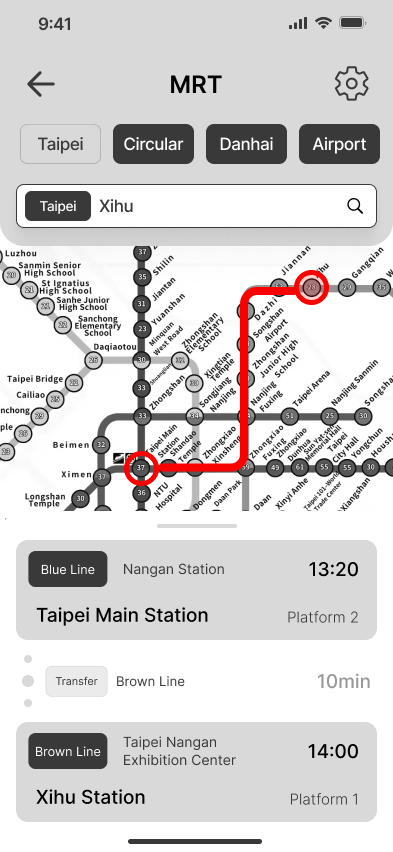 9:41
MRT
Taipei
Circular
Danhai
Airport
Taipei
Xihu
Luzhou
Sanmin Senior
High School
St Ignatius
High School
Sanhe Junior
High School
Sanchong
Elementary
School
Daqiaotou
Taipei Bridge
Cailiao
Beimen
Ximen
Longshan
Temple
37
Shilin
35
Jiantan
31
Yuanshan
23
Minquan
West Road
Zhongshan
Elementary
School
Zhongshan
33
Xingtian
Temple
Songjiang
Nanjing
Taipei Main
Station
Shandao
Temple
Zhongxiao
Xinsheng
37
36
NTU
Hospital
Dongmen
Daan Park
Daan
Jiannan
Xihu
28
Gangqian
Dazhi
Songshan
Airport
Zhongshan
Junior High
School
Nanjing
Fuxing
51
Taipei Arena
25
Nanjing Sanmin
30
Zhongxiao
Fuxing
49
Zhongxiao
Dunhua
61
Sun Yat-sen
Memorial Hall
55
Taipei
City Hall
55
Yongchun
30
Xinyi Anhe
Taipei 101-World
Trade Center
Xiangshan
Blue Line
Nangan Station
13:20
Taipei Main Station
Platform 2
Transfer
Brown Line
10min
Brown Line
Taipei Nangan
Exhibition Center
14:00
Xihu Station
Platform 1